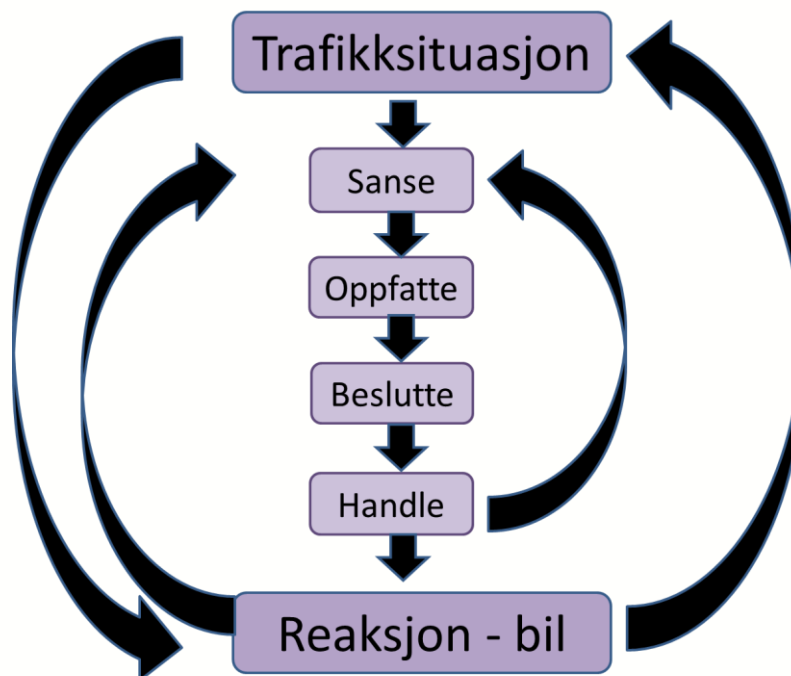 Trafikksituasjon
Sanse
Oppfatte
Beslutte
Handle
Reaksjon - bil